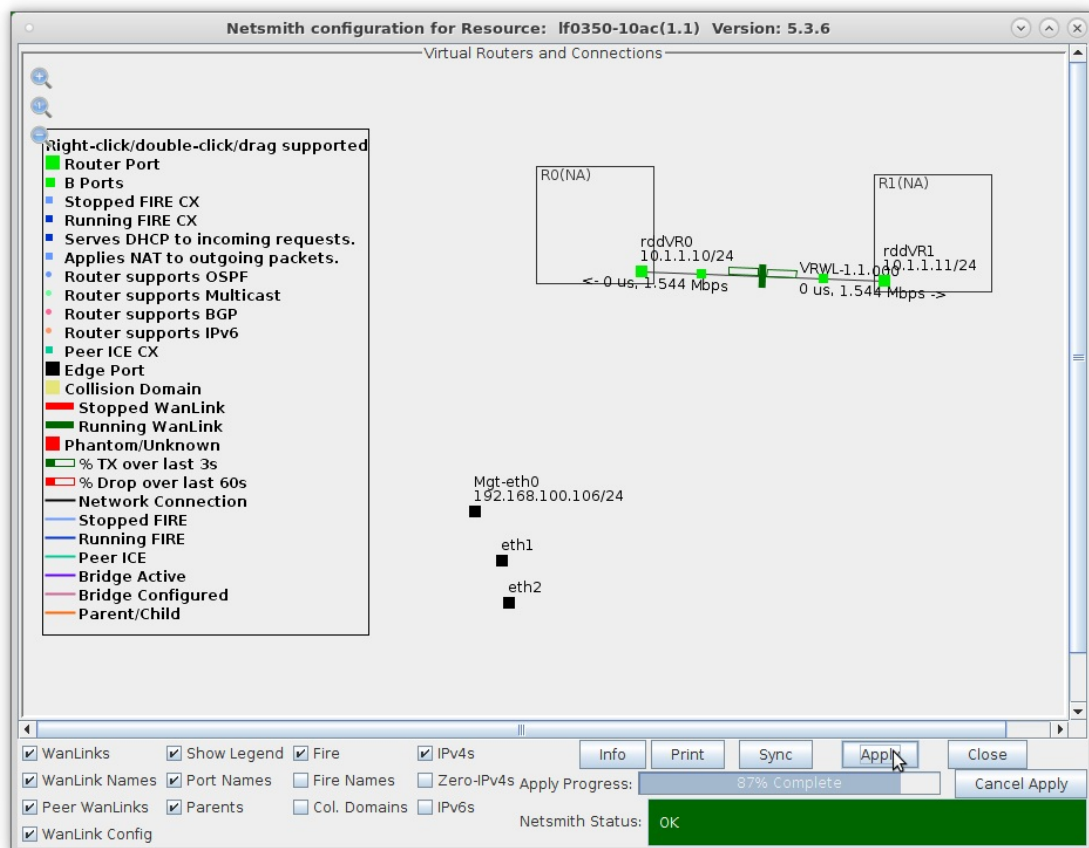 Netsmith configuration for Resource: lf0350-10ac(1.1) Version: 5.3.6
Virtual Routers and Connections
Right-click/double-click/drag supported
Router Port
B Ports
Stopped FIRE CX
Running FIRE CX
Serves DHCP to incoming requests.
Applies NAT to outgoing packets.
Router supports OSPF
Router supports Multicast
Router supports BGP
Router supports IPv6
Peer ICE CX
Edge Port
Collision Domain
Stopped WanLink
Running WanLink
Phantom/Unknown
% TX over last 3s
% Drop over last 60s
Network Connection
Stopped FIRE
Running FIRE
Peer ICE
Bridge Active
Bridge Configured
Parent/Child
R0(NA)
rddVR0
10.1.1.10/24
<- 0 us, 1.544 Mbps
R1(NA)
rddVR1
10.1.1.11/24
VRWL-1.1.000
0 us, 1.544 Mbps ->
Mgt-eth0
192.168.100.106/24
eth1
eth2
WanLinks Show Legend Fire IPv4s Info Print Sync Apply Close
WanLink Names Port Names Fire Names Zero-IPv4s Apply Progress: 87% Complete Cancel Apply
Peer WanLinks Parents Col. Domains IPv6s
Netsmith Status: OK
WanLink Config